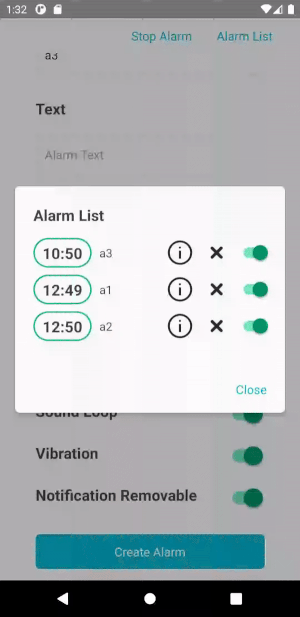 1:32
Stop Alarm Alarm List
a3
Text
Alarm Text
Alarm List
10:50 a3
12:49 a1
12:50 a2
Close
Sound Loop
Vibration
Notification Removable
Create Alarm